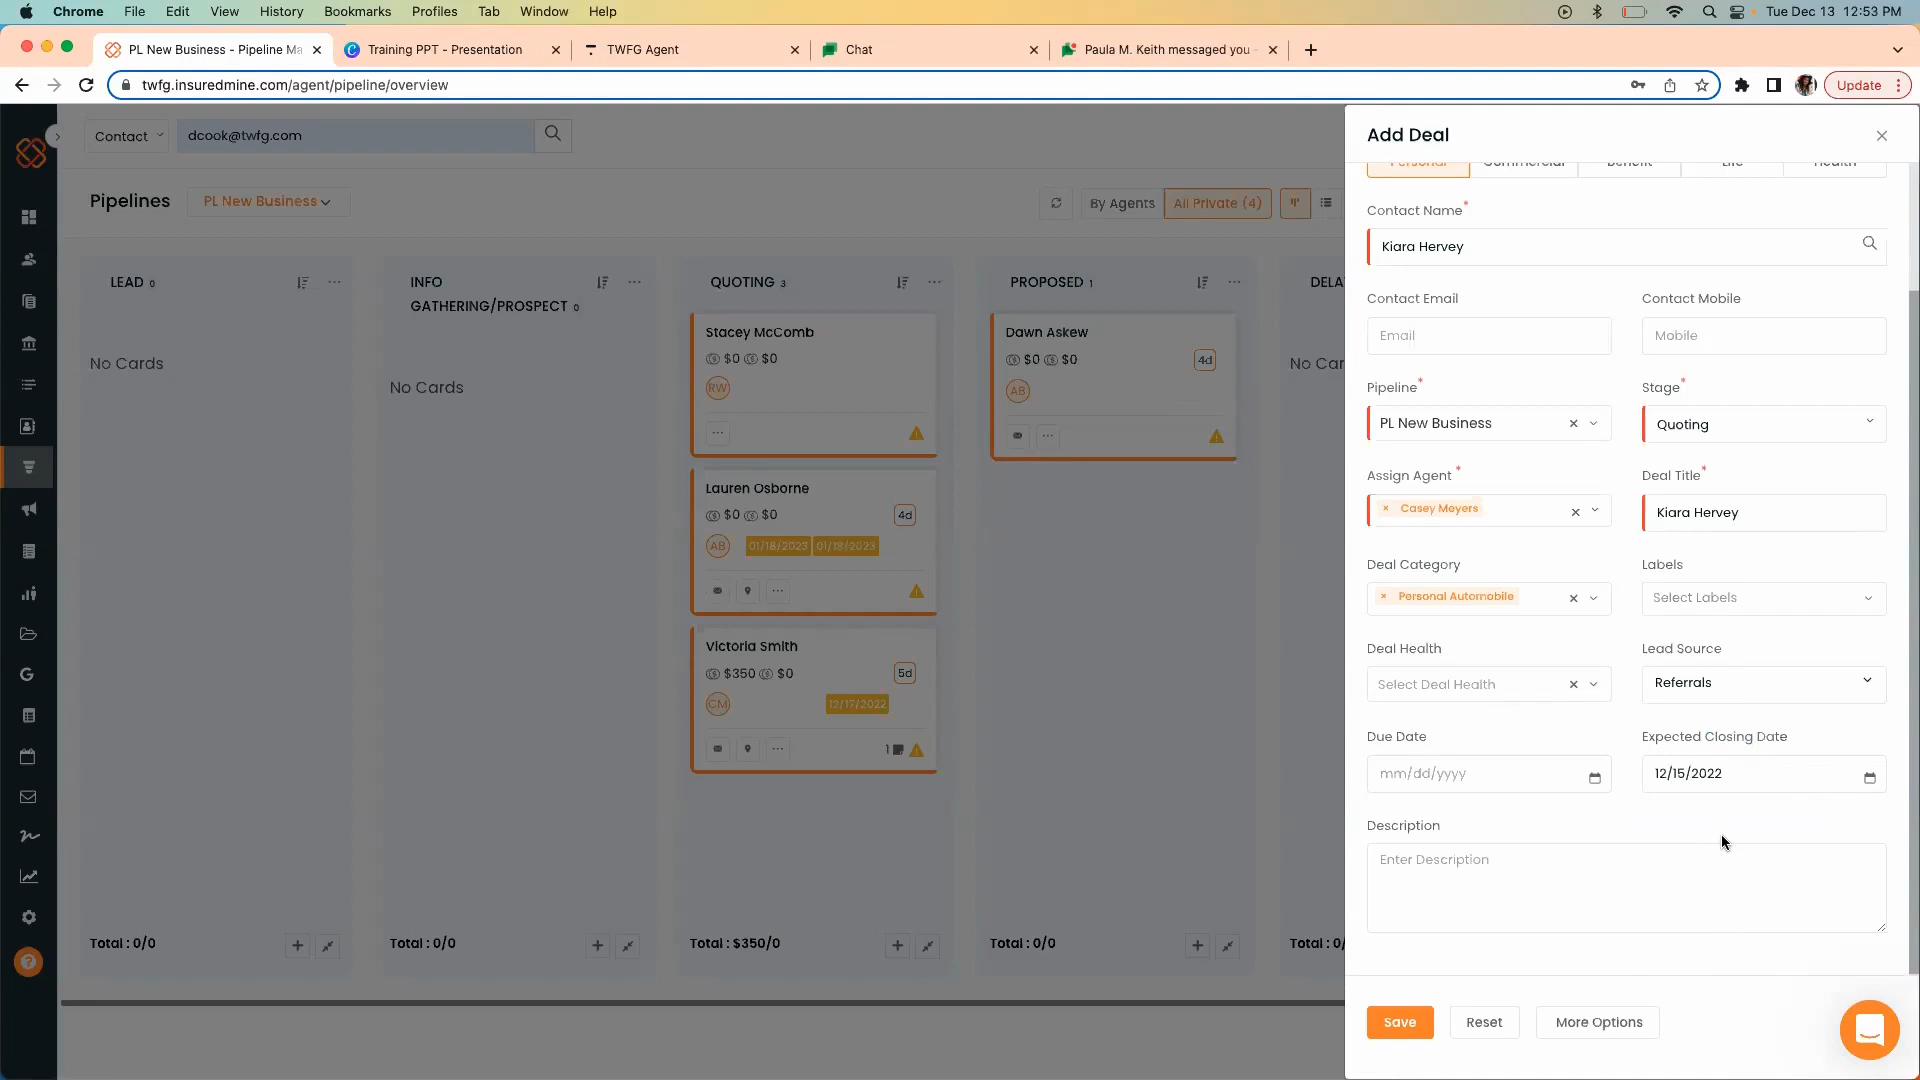 Chrome File Edit View History Bookmarks Profiles Tab Window Help Tue Dec 13 12:53 PM
PL New Business - Pipeline Ma Training PPT - Presentation TWFG Agent Chat Paula M. Keith messaged you -
twfg.insuredmine.com/agent/pipeline/overview Update
Contact dcook@twfg.com
Pipelines PL New Business By Agents All Private (4)
LEAD 0
No Cards
Total : 0/0
INFO
GATHERING/PROSPECT 0
No Cards
Total : 0/0
QUOTING 3
Stacey McComb
$0 $0
RW
Lauren Osborne
$0 $0 4d
AB 01/18/2023 01/18/2023
Victoria Smith
$350 $0 5d
CM 12/17/2022
1
Total : $350/0
PROPOSED 1
Dawn Askew
$0 $0 4d
AB
Total : 0/0
DELA
No Car
Total : 0/
Add Deal
Personal Commercial Benefit Life Health
Contact Name*
Kiara Hervey
Contact Email Contact Mobile
Email Mobile
Pipeline* Stage*
PL New Business Quoting
Assign Agent * Deal Title*
× Casey Meyers Kiara Hervey
Deal Category Labels
× Personal Automobile Select Labels
Deal Health Lead Source
Select Deal Health Referrals
Due Date Expected Closing Date
mm/dd/yyyy 12/15/2022
Description
Enter Description
Save Reset More Options